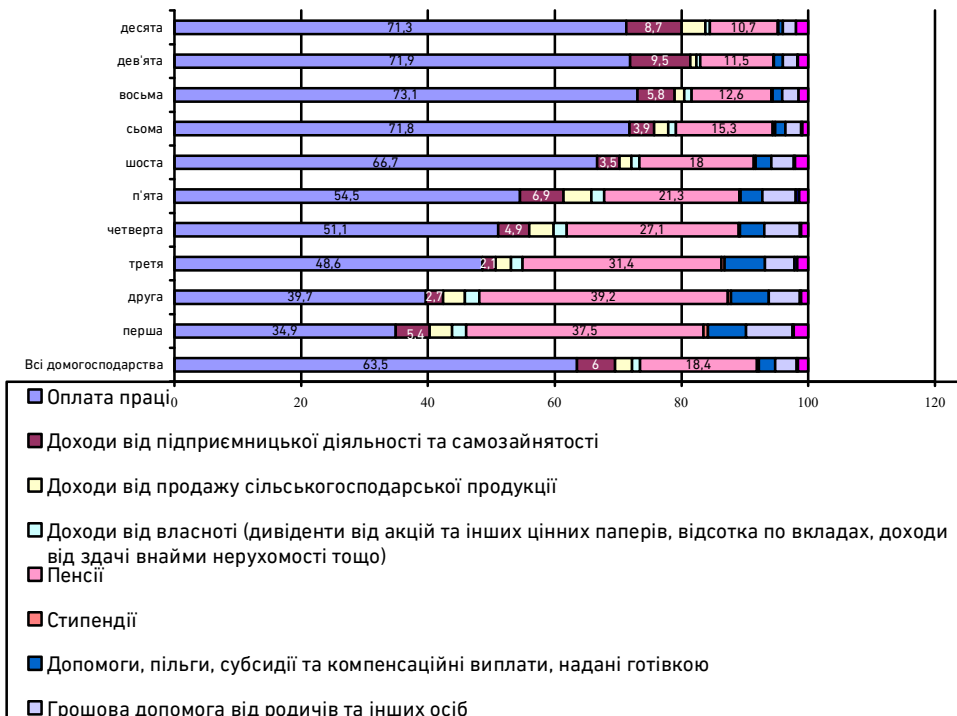 десята
71,3
8,7
10,7
дев'ята
71,9
9,5
11,5
восьма
73,1
5,8
12,6
сьома
71,8
3,9
15,3
шоста
66,7
3,5
18
п'ята
54,5
6,9
21,3
четверта
51,1
4,9
27,1
третя
48,6
2,1
31,4
друга
39,7
2,7
39,2
перша
34,9
5,4
37,5
Всі домогосподарства
63,5
6
18,4
0 20 40 60 80 100 120
Оплата праці
Доходи від підприємницької діяльності та самозайнятості
Доходи від продажу сільськогосподарської продукції
Доходи від власноті (дивіденти від акцій та інших цінних паперів, відсотка по вкладах, доходи
від здачі внайми нерухомості тощо)
Пенсії
Стипендії
Допомоги, пільги, субсидії та компенсаційні виплати, надані готівкою
Грошова допомога від родичів та інших осіб